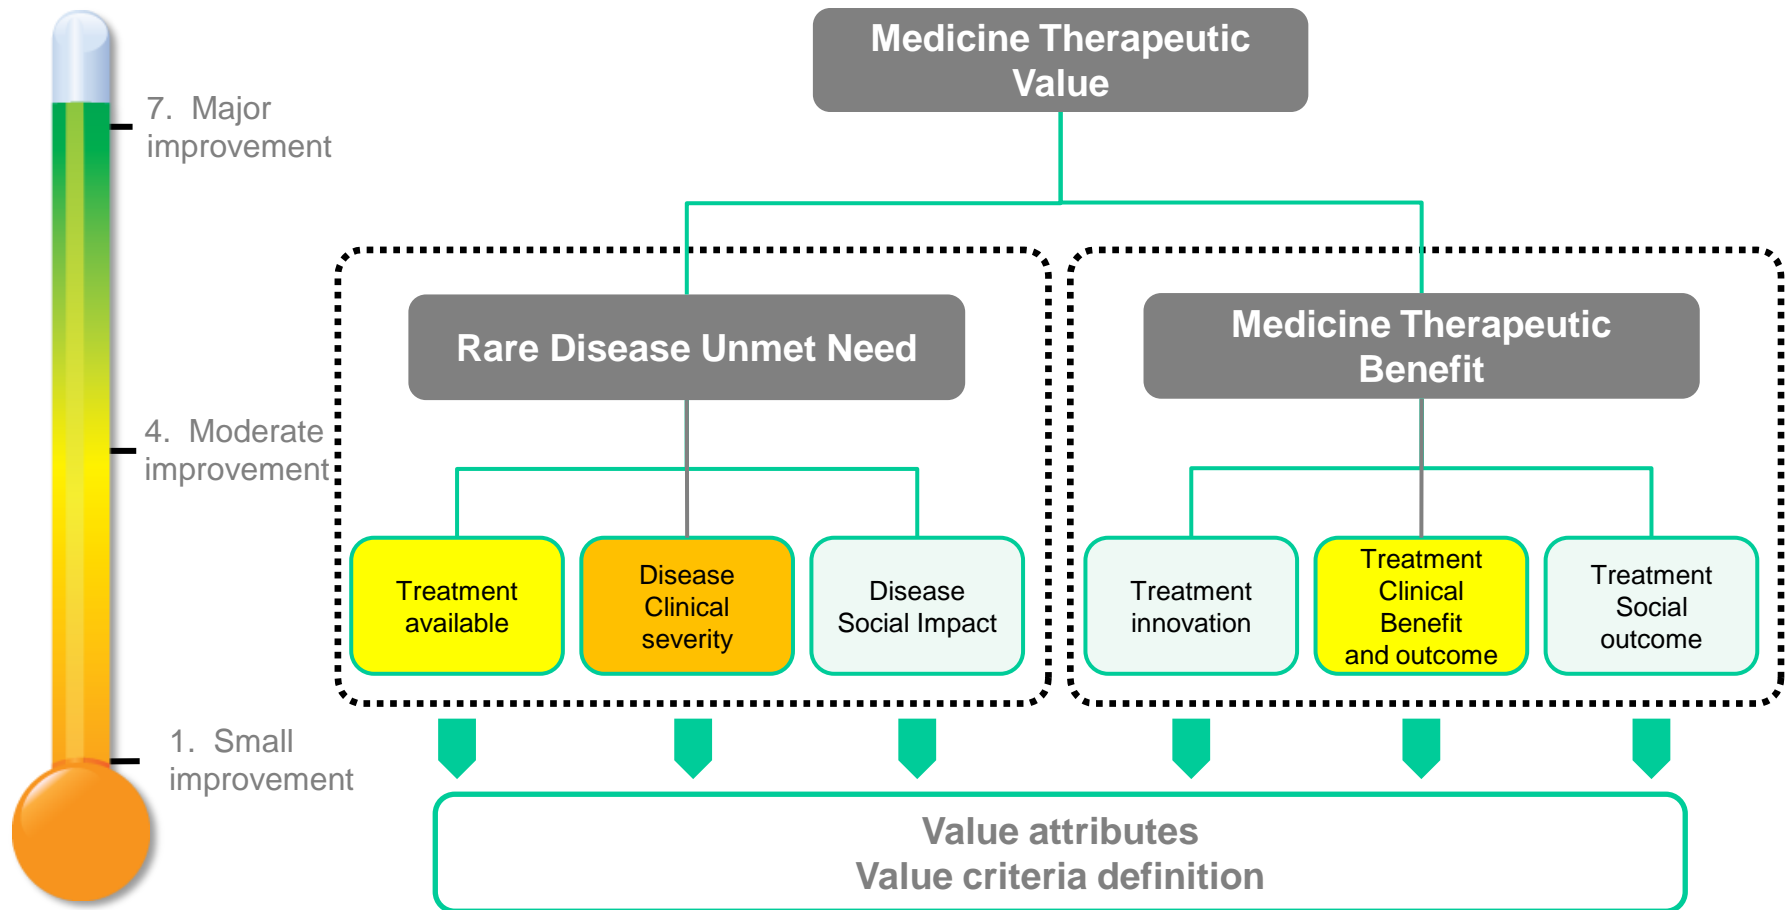 Medicine Therapeutic
Value
7. Major
improvement
4. Moderate
improvement
1. Small
improvement
Rare Disease Unmet Need
Medicine Therapeutic
Benefit
Treatment
available
Disease
Clinical
severity
Disease
Social Impact
Treatment
innovation
Treatment
Clinical
Benefit
and outcome
Treatment
Social
outcome
Value attributes
Value criteria definition